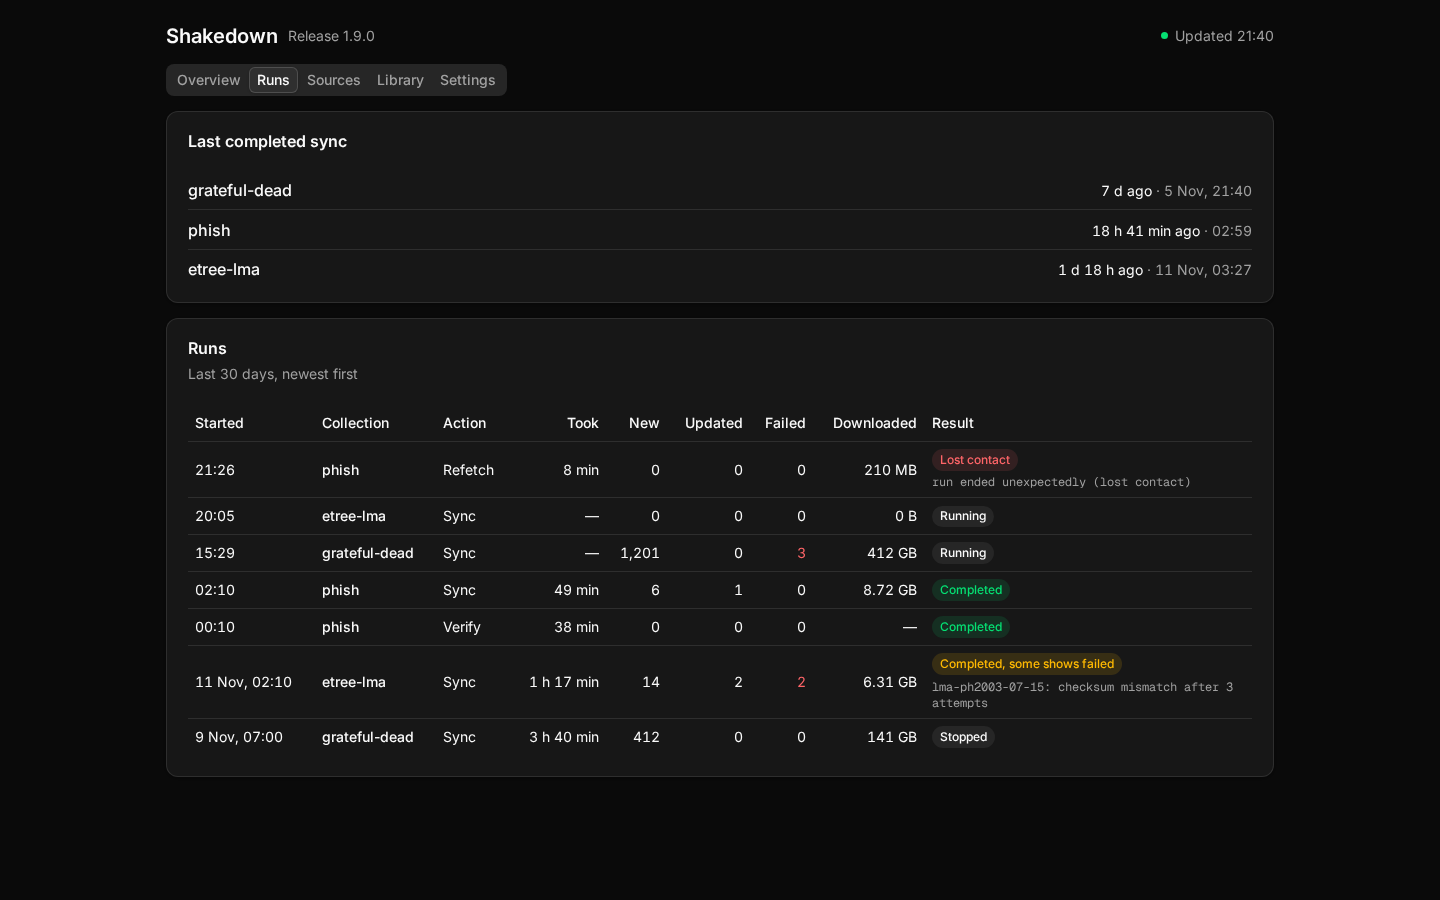 Shakedown Release 1.9.0 Updated 21:40
Overview Runs Sources Library Settings
Last completed sync
grateful-dead 7 d ago · 5 Nov, 21:40
phish 18 h 41 min ago · 02:59
etree-lma 1 d 18 h ago · 11 Nov, 03:27
Runs
Last 30 days, newest first
Started Collection Action Took New Updated Failed Downloaded Result
21:26 phish Refetch 8 min 0 0 0 210 MB Lost contact
run ended unexpectedly (lost contact)
20:05 etree-lma Sync — 0 0 0 0 B Running
15:29 grateful-dead Sync — 1,201 0 3 412 GB Running
02:10 phish Sync 49 min 6 1 0 8.72 GB Completed
00:10 phish Verify 38 min 0 0 0 — Completed
11 Nov, 02:10 etree-lma Sync 1 h 17 min 14 2 2 6.31 GB Completed, some shows failed
lma-ph2003-07-15: checksum mismatch after 3
attempts
9 Nov, 07:00 grateful-dead Sync 3 h 40 min 412 0 0 141 GB Stopped